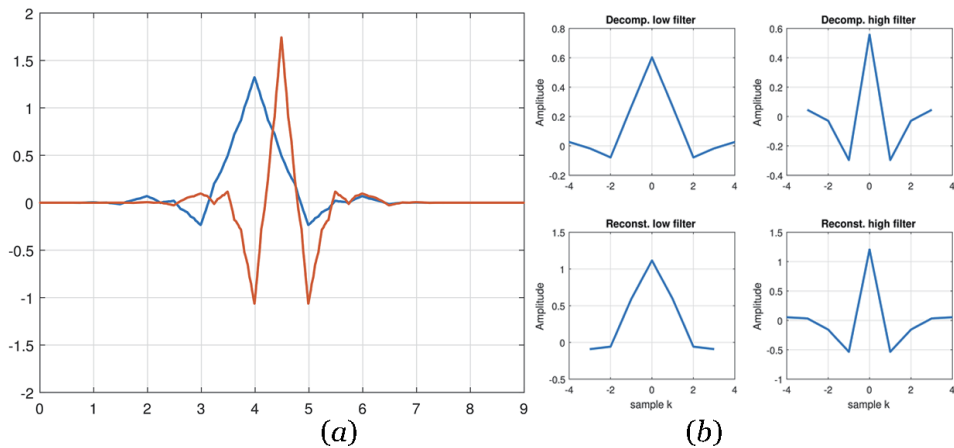 2
1.5
1
0.5
0
-0.5
-1
-1.5
-2
0 1 2 3 4 5 6 7 8 9
(a)
Decomp. low filter
Amplitude
0.8
0.6
0.4
0.2
0
-0.2
-4 -2 0 2 4
Decomp. high filter
Amplitude
0.6
0.4
0.2
0
-0.2
-0.4
-4 -2 0 2 4
Reconst. low filter
Amplitude
1.5
1
0.5
0
-0.5
-4 -2 0 2 4
sample k
Reconst. high filter
Amplitude
1.5
1
0.5
0
-0.5
-1
-4 -2 0 2 4
sample k
(b)